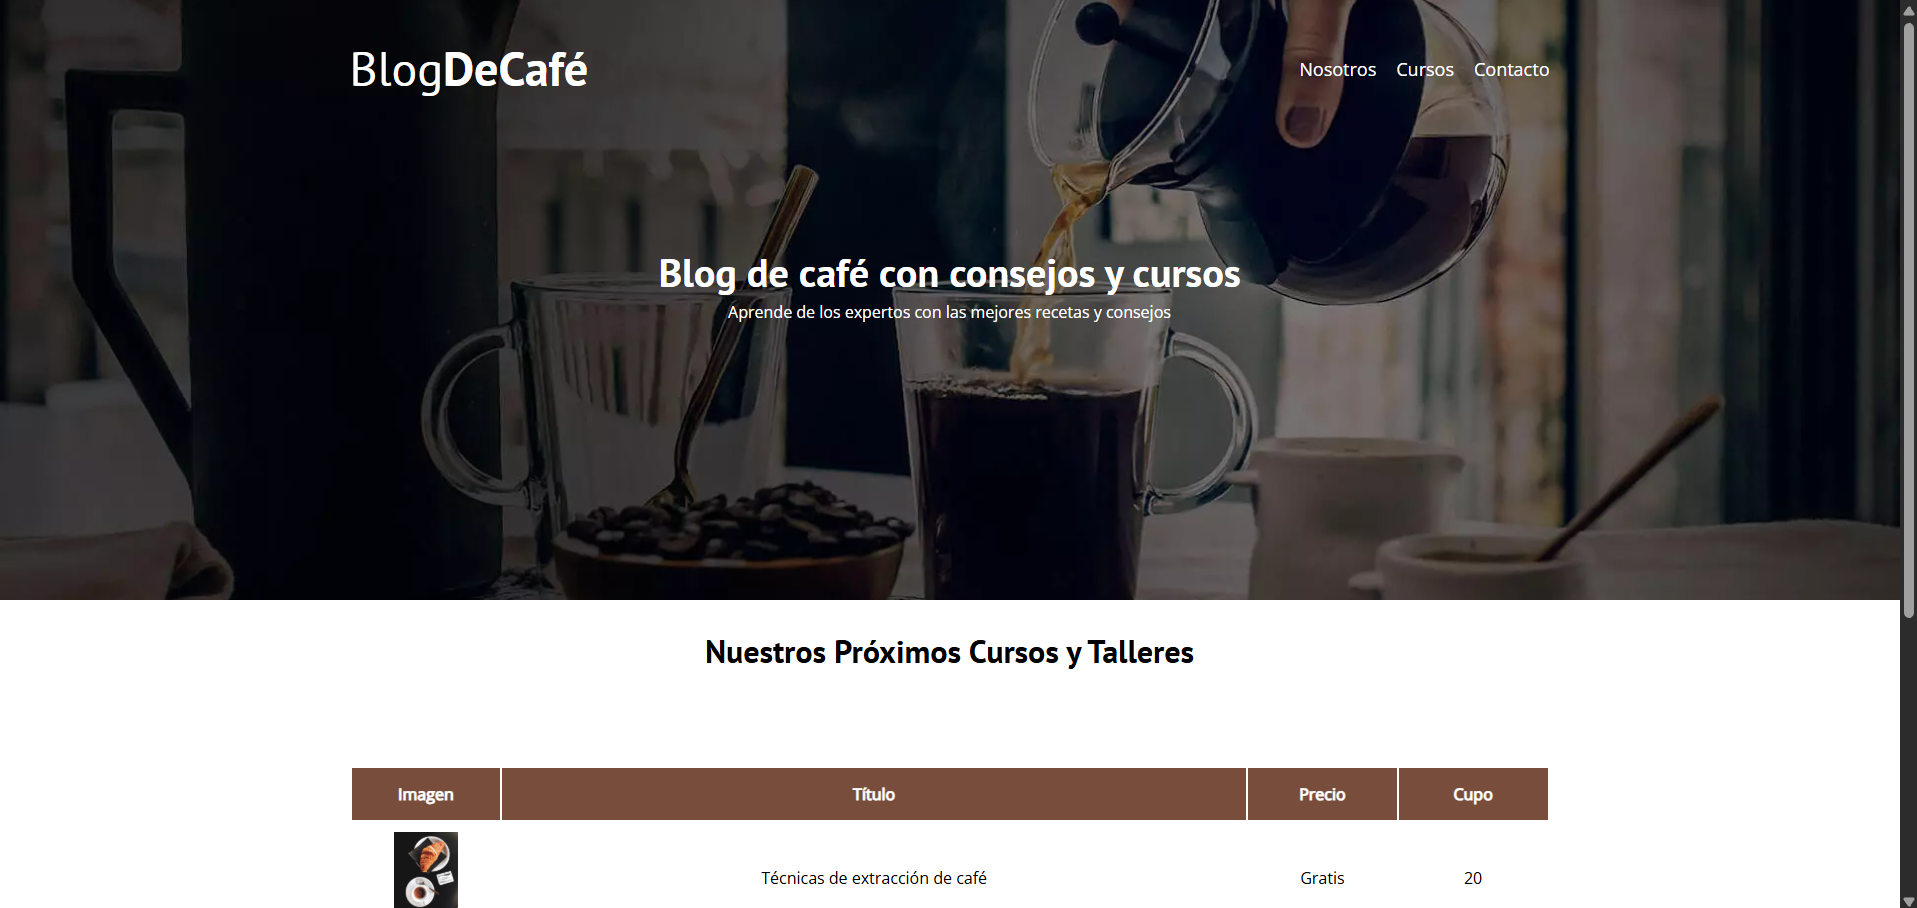 BlogDeCafé
Nosotros Cursos Contacto
Blog de café con consejos y cursos
Aprende de los expertos con las mejores recetas y consejos
Nuestros Próximos Cursos y Talleres
Imagen Título Precio Cupo
Técnicas de extracción de café Gratis 20